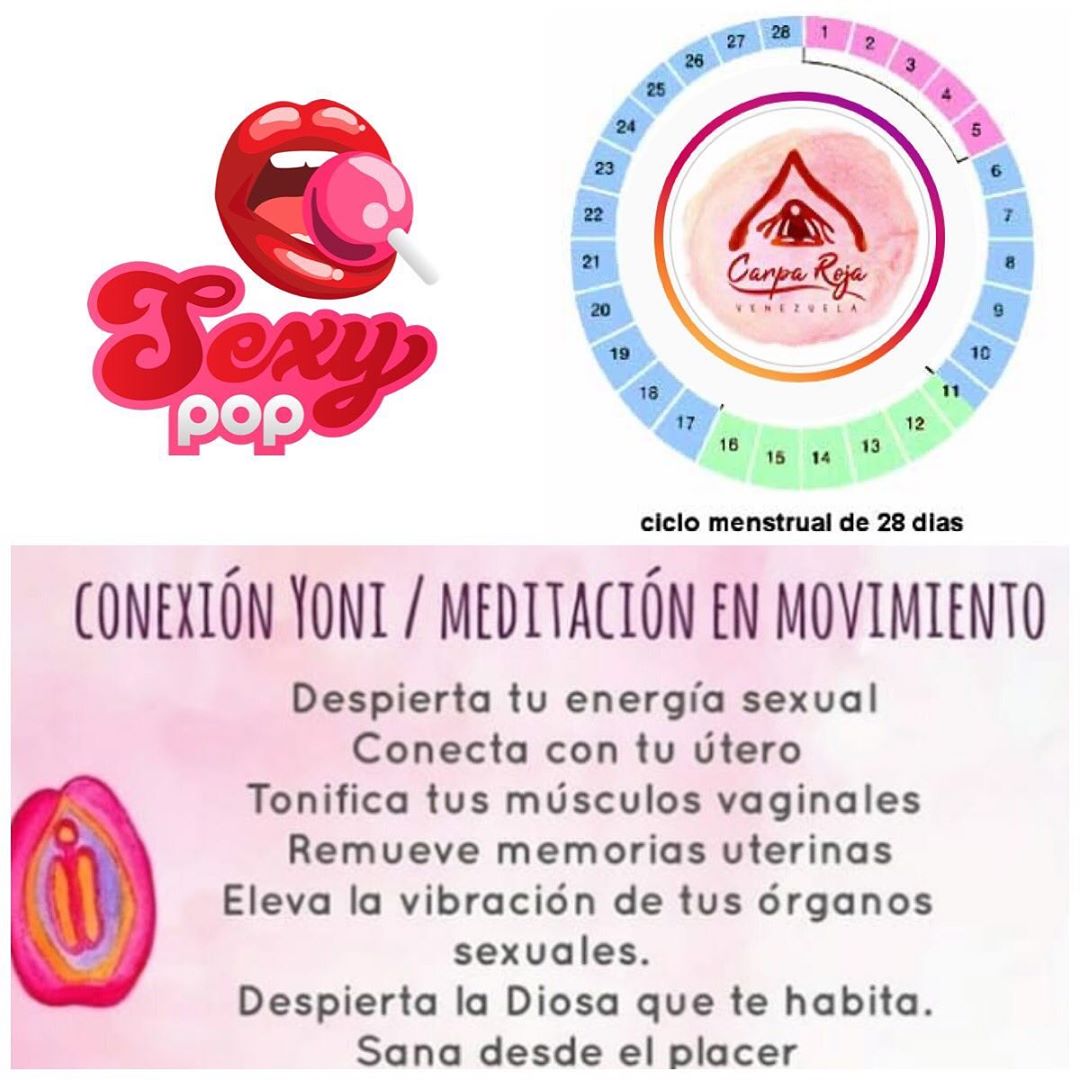 Sexy
pop
28 1 2 3 4 5 6 7 8 9 10 11 12 13 14 15 16 17 18 19 20 21 22 23 24 25 26 27
Carpa Roja
VENEZUELA
ciclo menstrual de 28 dias
CONEXIÓN YONI / MEDITACIÓN EN MOVIMIENTO
Despierta tu energía sexual
Conecta con tu útero
Tonifica tus músculos vaginales
Remueve memorias uterinas
Eleva la vibración de tus órganos
sexuales.
Despierta la Diosa que te habita.
Sana desde el placer